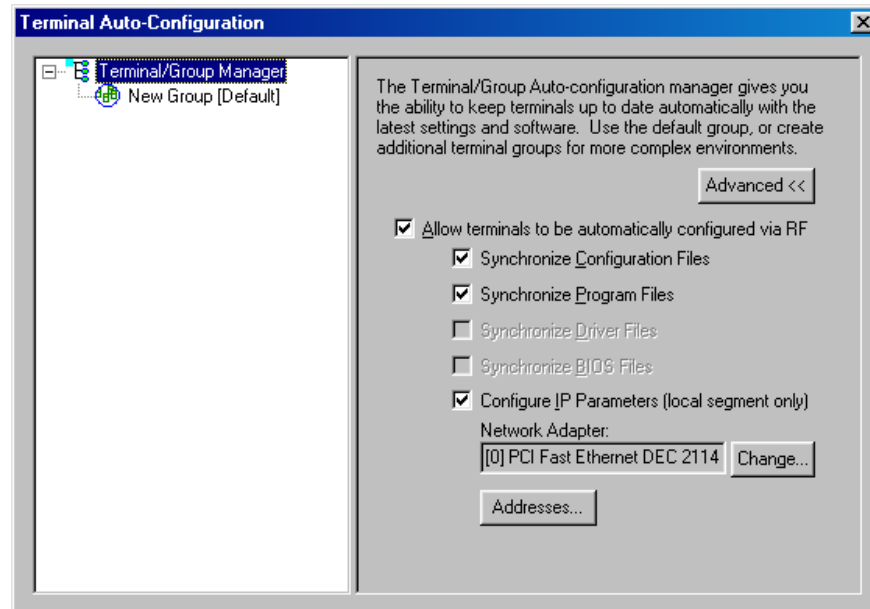 Terminal Auto-Configuration
Terminal/Group Manager
New Group [Default]
The Terminal/Group Auto-configuration manager gives you
the ability to keep terminals up to date automatically with the
latest settings and software. Use the default group, or create
additional terminal groups for more complex environments.
Advanced <<
Allow terminals to be automatically configured via RF
Synchronize Configuration Files
Synchronize Program Files
Synchronize Driver Files
Synchronize BIOS Files
Configure IP Parameters (local segment only)
Network Adapter:
[0] PCI Fast Ethernet DEC 2114
Change...
Addresses...